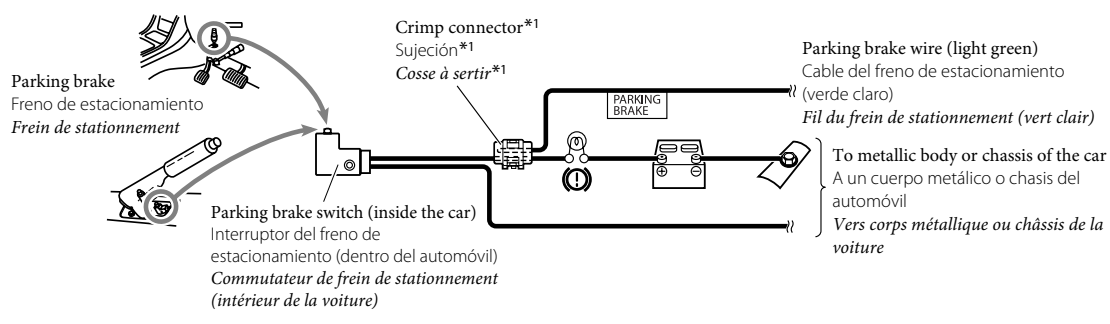 Crimp connector*1
Sujeción*1
Cosse à sertir*1
Parking brake
Freno de estacionamiento
Frein de stationnement
PARKING
BRAKE
Parking brake wire (light green)
Cable del freno de estacionamiento
(verde claro)
Fil du frein de stationnement (vert clair)
To metallic body or chassis of the car
A un cuerpo metálico o chasis del
automóvil
Vers corps métallique ou châssis de la
voiture
Parking brake switch (inside the car)
Interruptor del freno de
estacionamiento (dentro del automóvil)
Commutateur de frein de stationnement
(intérieur de la voiture)